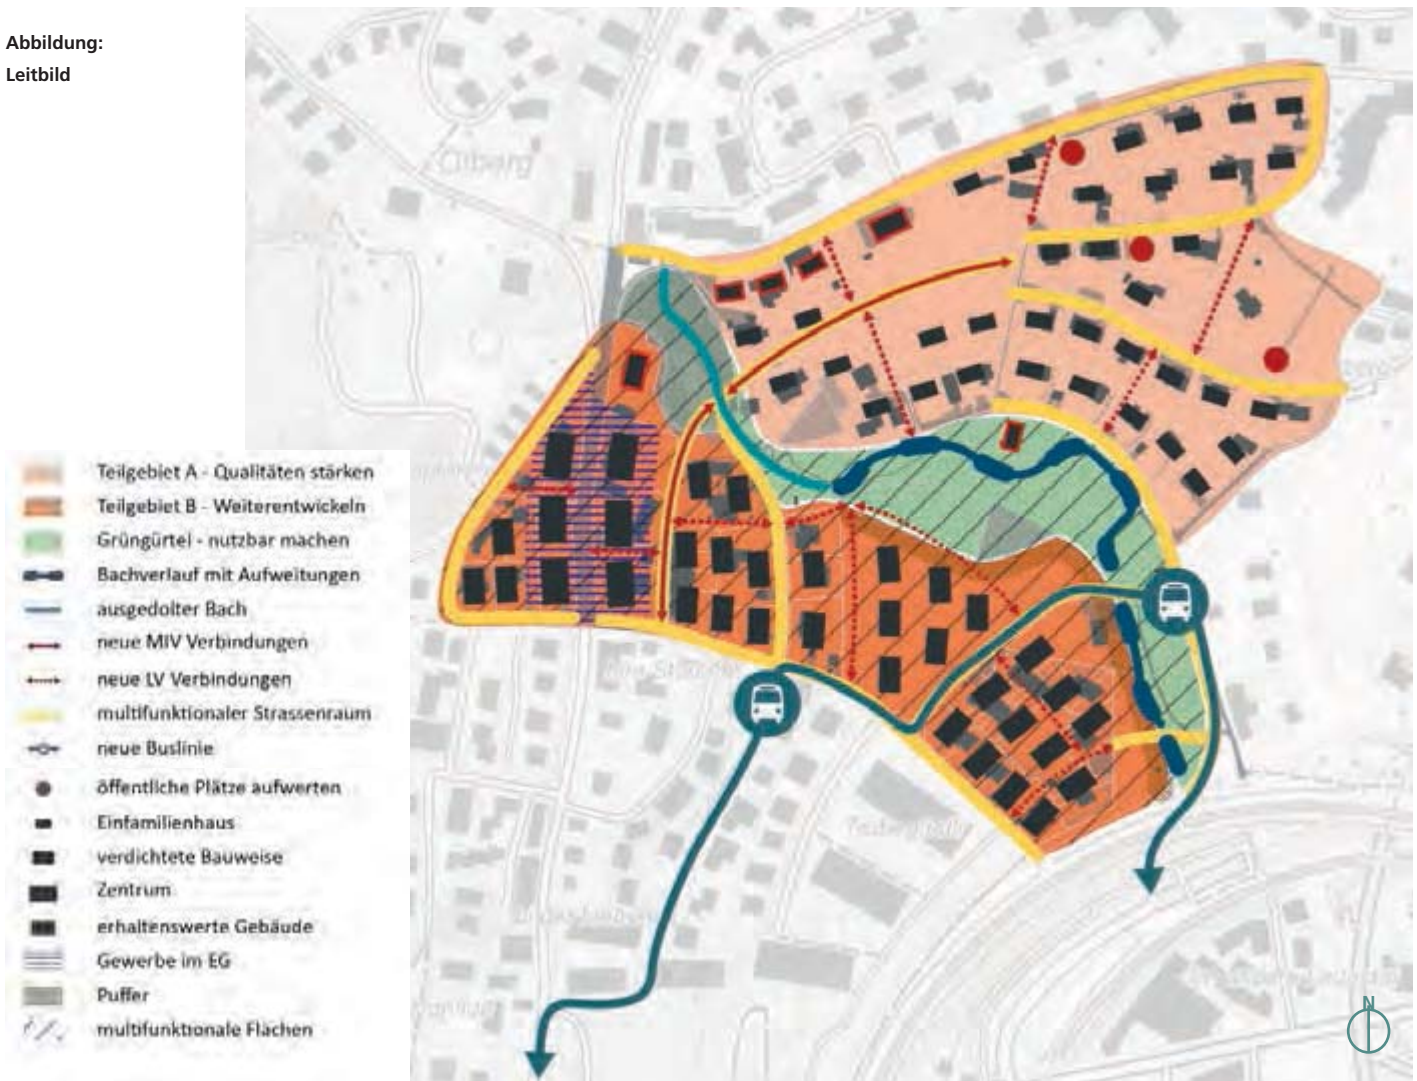 Abbildung:
Leitbild
Teilgebiet A - Qualitäten stärken
Teilgebiet B - Weiterentwickeln
Grüngürtel - nutzbar machen
Bachverlauf mit Aufweitungen
ausgedolter Bach
neue MIV Verbindungen
neue LV Verbindungen
multifunktionaler Strassenraum
neue Buslinie
öffentliche Plätze aufwerten
Einfamilienhaus
verdichtete Bauweise
Zentrum
erhaltenswerte Gebäude
Gewerbe im EG
Puffer
multifunktionale Flächen
N